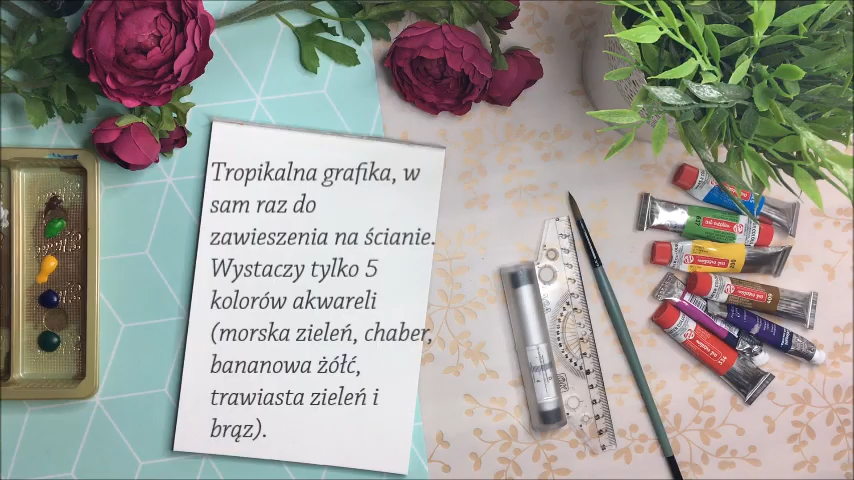 Tropikalna grafika, w
sam raz do
zawieszenia na ścianie.
Wystaczy tylko 5
kolorów akwareli
(morska zieleń, chaber,
bananowa żółć,
trawiasta zieleń i
brąz).